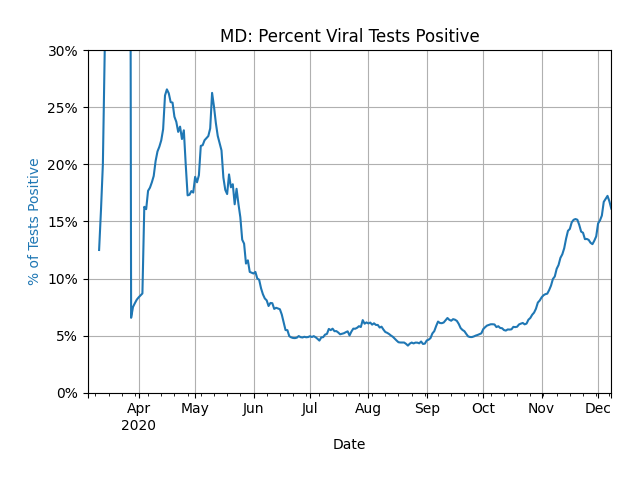 MD: Percent Viral Tests Positive
30%
25%
20%
15%
10%
5%
0%
% of Tests Positive
Apr May Jun Jul Aug Sep Oct Nov Dec
2020
Date